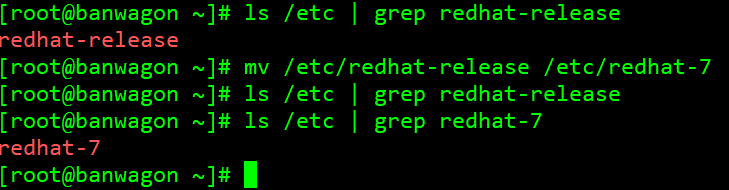 [root@banwagon ~]# ls /etc | grep redhat-release
redhat-release
[root@banwagon ~]# mv /etc/redhat-release /etc/redhat-7
[root@banwagon ~]# ls /etc | grep redhat-release
[root@banwagon ~]# ls /etc | grep redhat-7
redhat-7
[root@banwagon ~]#